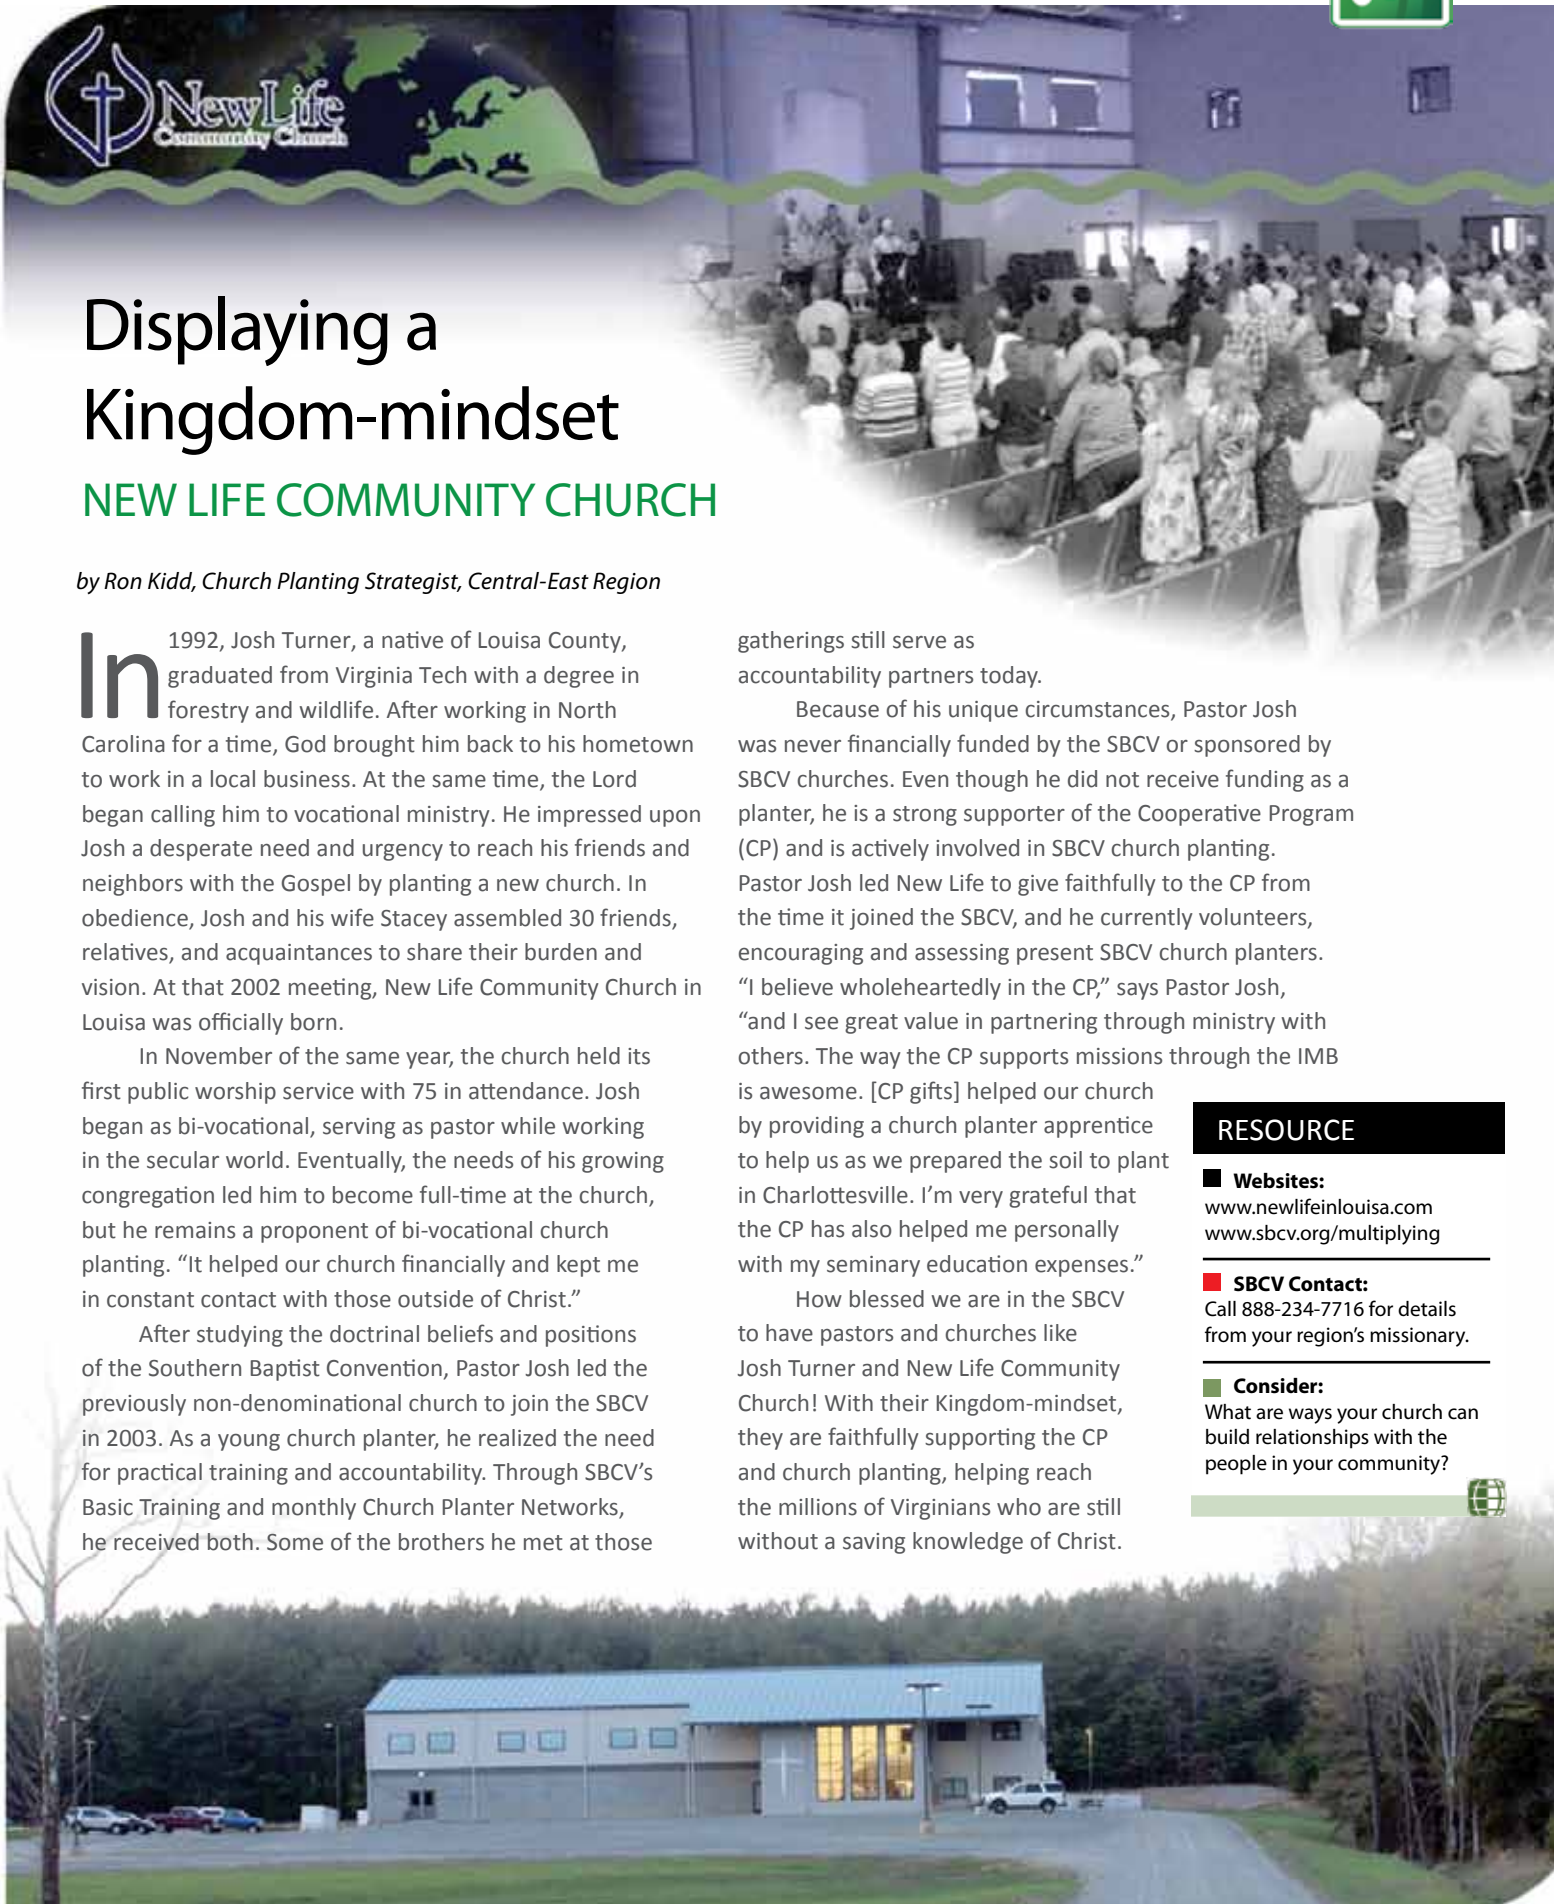 NewLife
Community Church
Displaying a
Kingdom-mindset
NEW LIFE COMMUNITY CHURCH
by Ron Kidd, Church Planting Strategist, Central-East Region
In 1992, Josh Turner, a native of Louisa County,
graduated from Virginia Tech with a degree in
forestry and wildlife. After working in North
Carolina for a time, God brought him back to his hometown
to work in a local business. At the same time, the Lord
began calling him to vocational ministry. He impressed upon
Josh a desperate need and urgency to reach his friends and
neighbors with the Gospel by planting a new church. In
obedience, Josh and his wife Stacey assembled 30 friends,
relatives, and acquaintances to share their burden and
vision. At that 2002 meeting, New Life Community Church in
Louisa was officially born.
In November of the same year, the church held its
first public worship service with 75 in attendance. Josh
began as bi-vocational, serving as pastor while working
in the secular world. Eventually, the needs of his growing
congregation led him to become full-time at the church,
but he remains a proponent of bi-vocational church
planting. “It helped our church financially and kept me
in constant contact with those outside of Christ.”
After studying the doctrinal beliefs and positions
of the Southern Baptist Convention, Pastor Josh led the
previously non-denominational church to join the SBCV
in 2003. As a young church planter, he realized the need
for practical training and accountability. Through SBCV’s
Basic Training and monthly Church Planter Networks,
he received both. Some of the brothers he met at those
gatherings still serve as
accountability partners today.
Because of his unique circumstances, Pastor Josh
was never financially funded by the SBCV or sponsored by
SBCV churches. Even though he did not receive funding as a
planter, he is a strong supporter of the Cooperative Program
(CP) and is actively involved in SBCV church planting.
Pastor Josh led New Life to give faithfully to the CP from
the time it joined the SBCV, and he currently volunteers,
encouraging and assessing present SBCV church planters.
“I believe wholeheartedly in the CP,” says Pastor Josh,
“and I see great value in partnering through ministry with
others. The way the CP supports missions through the IMB
is awesome. [CP gifts] helped our church
by providing a church planter apprentice
to help us as we prepared the soil to plant
in Charlottesville. I’m very grateful that
the CP has also helped me personally
with my seminary education expenses.”
How blessed we are in the SBCV
to have pastors and churches like
Josh Turner and New Life Community
Church! With their Kingdom-mindset,
they are faithfully supporting the CP
and church planting, helping reach
the millions of Virginians who are still
without a saving knowledge of Christ.
RESOURCE
Websites:
www.newlifeinlouisa.com
www.sbcv.org/multiplying
SBCV Contact:
Call 888-234-7716 for details
from your region’s missionary.
Consider:
What are ways your church can
build relationships with the
people in your community?